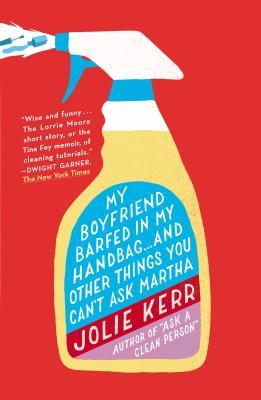 "Wise and funny...
The Lorrie Moore
short story, or the
Tina Fey memoir, of
cleaning tutorials."
—DWIGHT GARNER,
The New York Times
MY
BOYFRIEND
BARFED IN MY
HANDBAG...AND
OTHER THINGS YOU
CAN'T ASK MARTHA
JOLIE KERR
AUTHOR OF "ASK A
CLEAN PERSON"